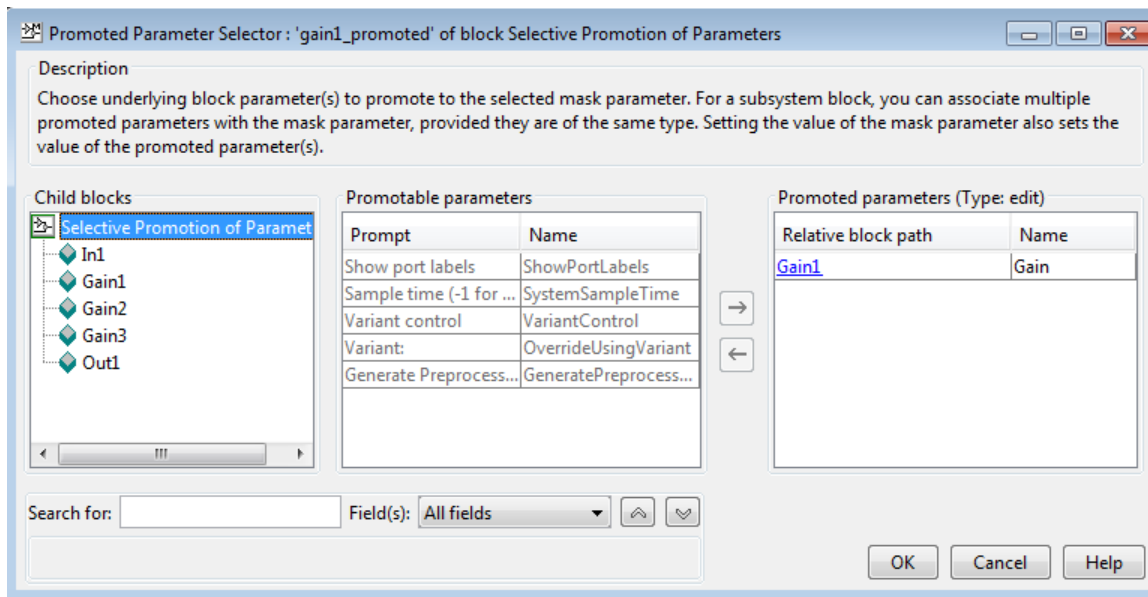 Promoted Parameter Selector : 'gain1_promoted' of block Selective Promotion of Parameters
Description
Choose underlying block parameter(s) to promote to the selected mask parameter. For a subsystem block, you can associate multiple
promoted parameters with the mask parameter, provided they are of the same type. Setting the value of the mask parameter also sets the
value of the promoted parameter(s).
Child blocks
Selective Promotion of Paramet
In1
Gain1
Gain2
Gain3
Out1
Promotable parameters
Prompt Name
Show port labels ShowPortLabels
Sample time (-1 for ... SystemSampleTime
Variant control VariantControl
Variant: OverrideUsingVariant
Generate Preprocess... GeneratePreprocess...
Promoted parameters (Type: edit)
Relative block path Name
Gain1 Gain
Search for: Field(s): All fields
OK Cancel Help